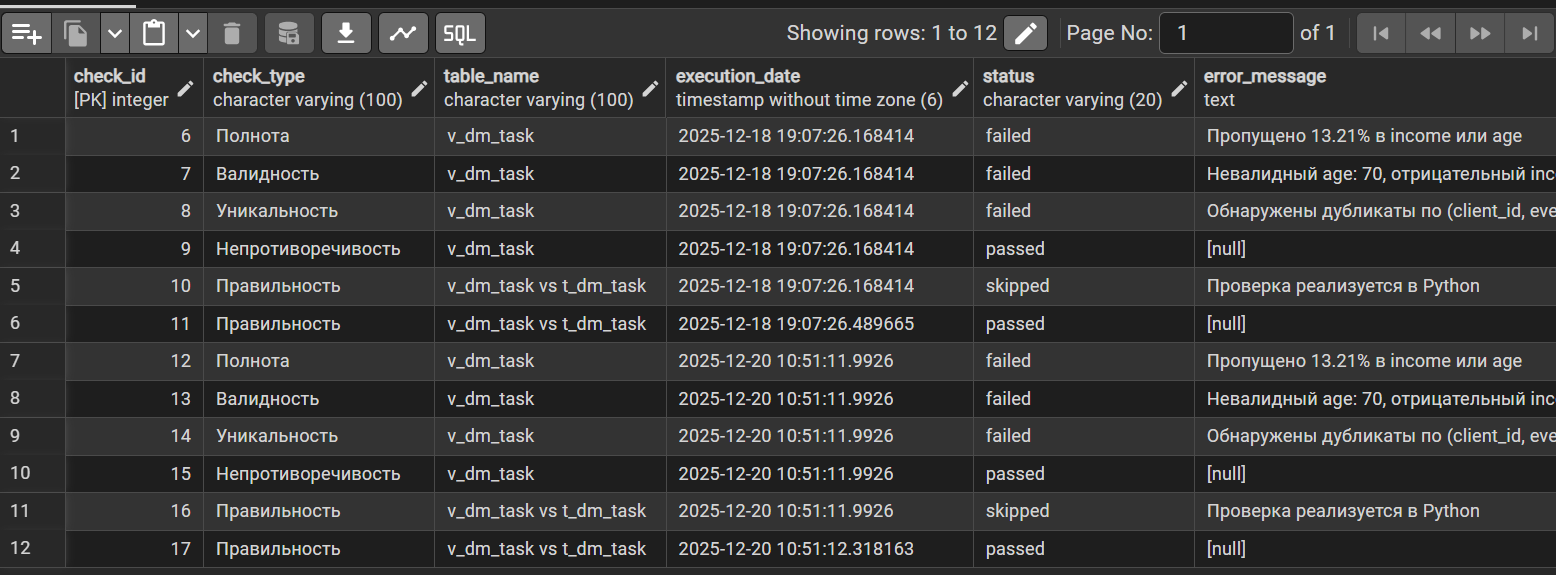 SQL Showing rows: 1 to 12 Page No: 1 of 1
check_id check_type table_name execution_date status error_message
[PK] integer character varying (100) character varying (100) timestamp without time zone (6) character varying (20) text
1 6 Полнота v_dm_task 2025-12-18 19:07:26.168414 failed Пропущено 13.21% в income или age
2 7 Валидность v_dm_task 2025-12-18 19:07:26.168414 failed Невалидный age: 70, отрицательный inc
3 8 Уникальность v_dm_task 2025-12-18 19:07:26.168414 failed Обнаружены дубликаты по (client_id, eve
4 9 Непротиворечивость v_dm_task 2025-12-18 19:07:26.168414 passed [null]
5 10 Правильность v_dm_task vs t_dm_task 2025-12-18 19:07:26.168414 skipped Проверка реализуется в Python
6 11 Правильность v_dm_task vs t_dm_task 2025-12-18 19:07:26.489665 passed [null]
7 12 Полнота v_dm_task 2025-12-20 10:51:11.9926 failed Пропущено 13.21% в income или age
8 13 Валидность v_dm_task 2025-12-20 10:51:11.9926 failed Невалидный age: 70, отрицательный inc
9 14 Уникальность v_dm_task 2025-12-20 10:51:11.9926 failed Обнаружены дубликаты по (client_id, eve
10 15 Непротиворечивость v_dm_task 2025-12-20 10:51:11.9926 passed [null]
11 16 Правильность v_dm_task vs t_dm_task 2025-12-20 10:51:11.9926 skipped Проверка реализуется в Python
12 17 Правильность v_dm_task vs t_dm_task 2025-12-20 10:51:12.318163 passed [null]